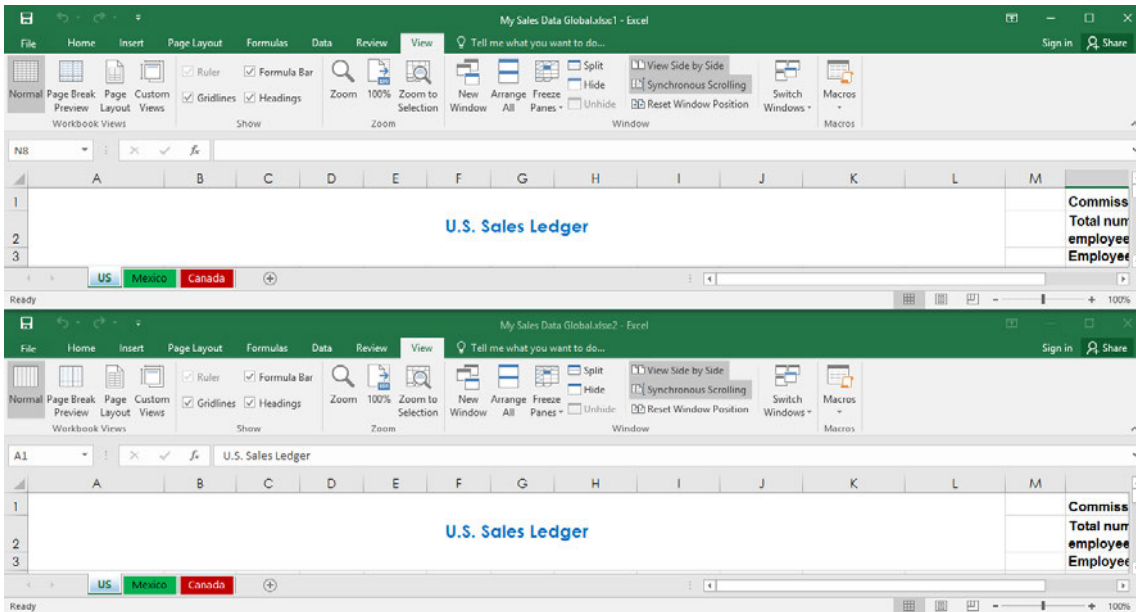 My Sales Data Global.xlsx:1 - Excel
File Home Insert Page Layout Formulas Data Review View Tell me what you want to do... Sign in Share
Normal Page Break Preview Page Layout Custom Views
Workbook Views
Ruler Formula Bar
Gridlines Headings
Show
Zoom 100% Zoom to Selection
Zoom
New Window Arrange All Freeze Panes
Split
Hide
Unhide
View Side by Side
Synchronous Scrolling
Reset Window Position
Switch Windows
Window
Macros
Macros
N8 fx
A B C D E F G H I J K L M
1 Commiss
U.S. Sales Ledger
2 Total num
employee
3 Employee
US Mexico Canada
Ready 100%
My Sales Data Global.xlsx:2 - Excel
File Home Insert Page Layout Formulas Data Review View Tell me what you want to do... Sign in Share
Normal Page Break Preview Page Layout Custom Views
Workbook Views
Ruler Formula Bar
Gridlines Headings
Show
Zoom 100% Zoom to Selection
Zoom
New Window Arrange All Freeze Panes
Split
Hide
Unhide
View Side by Side
Synchronous Scrolling
Reset Window Position
Switch Windows
Window
Macros
Macros
A1 fx U.S. Sales Ledger
A B C D E F G H I J K L M
1 Commiss
U.S. Sales Ledger
2 Total num
employee
3 Employee
US Mexico Canada
Ready 100%